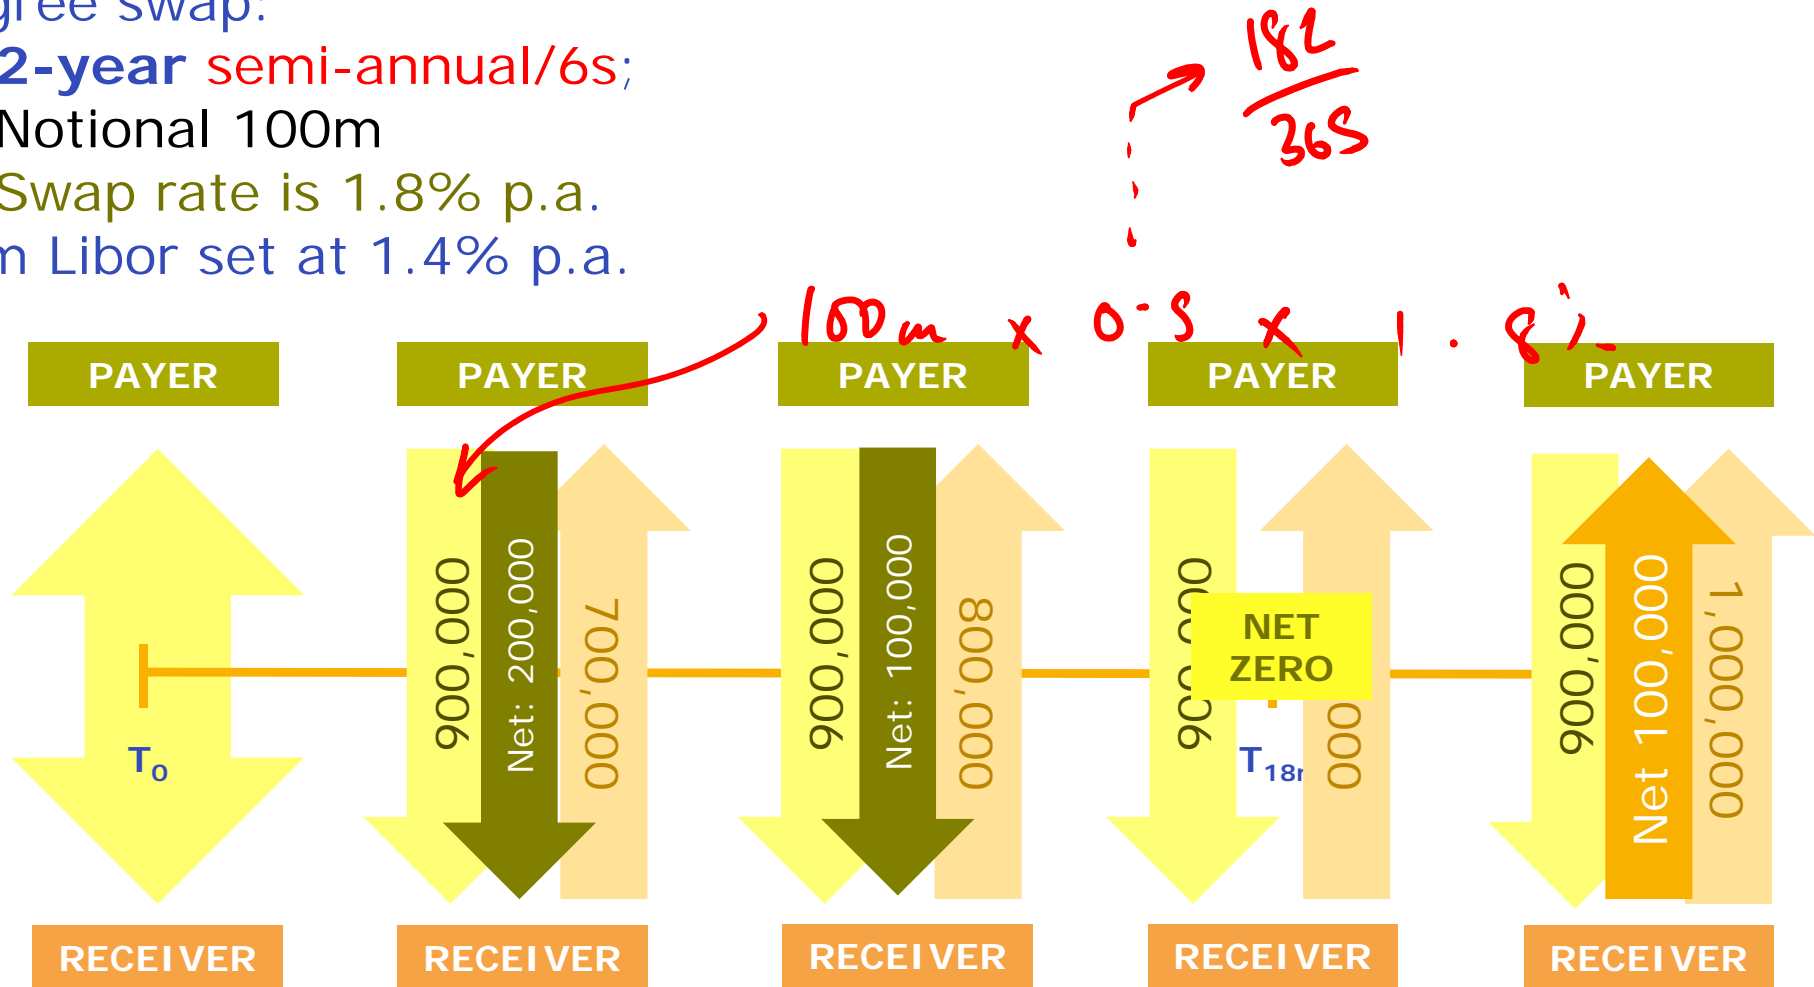 gree swap:
2-year semi-annual/6s;
Notional 100m
Swap rate is 1.8% p.a.
m Libor set at 1.4% p.a.
182
365
100m x 0.5 x 1.8%
PAYER PAYER PAYER PAYER PAYER
900,000 Net: 200,000 700,000
900,000 Net: 100,000 800,000
NET
ZERO
900,000 Net 100,000 1,000,000
T0
T18
RECEIVER RECEIVER RECEIVER RECEIVER RECEIVER